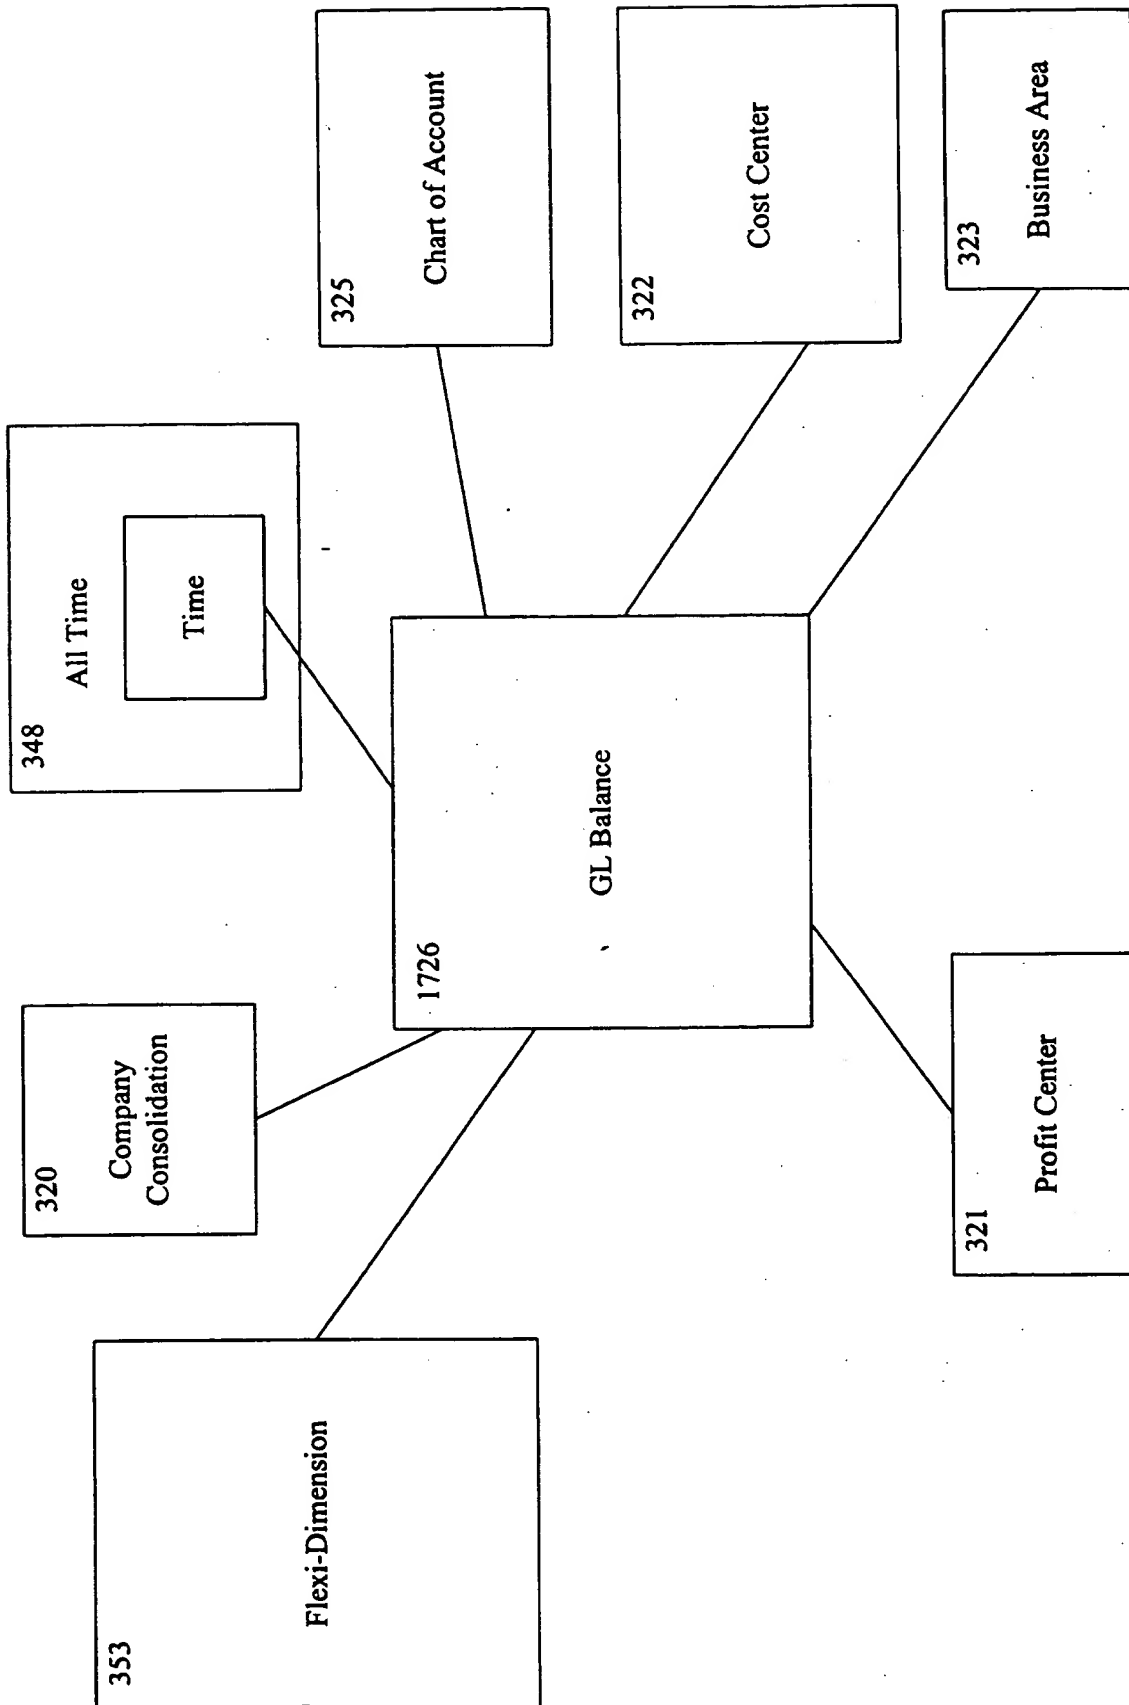 353
Flexi-Dimension
320
Company
Consolidation
348
All Time
Time
325
Chart of Account
1726
GL Balance
322
Cost Center
321
Profit Center
323
Business Area